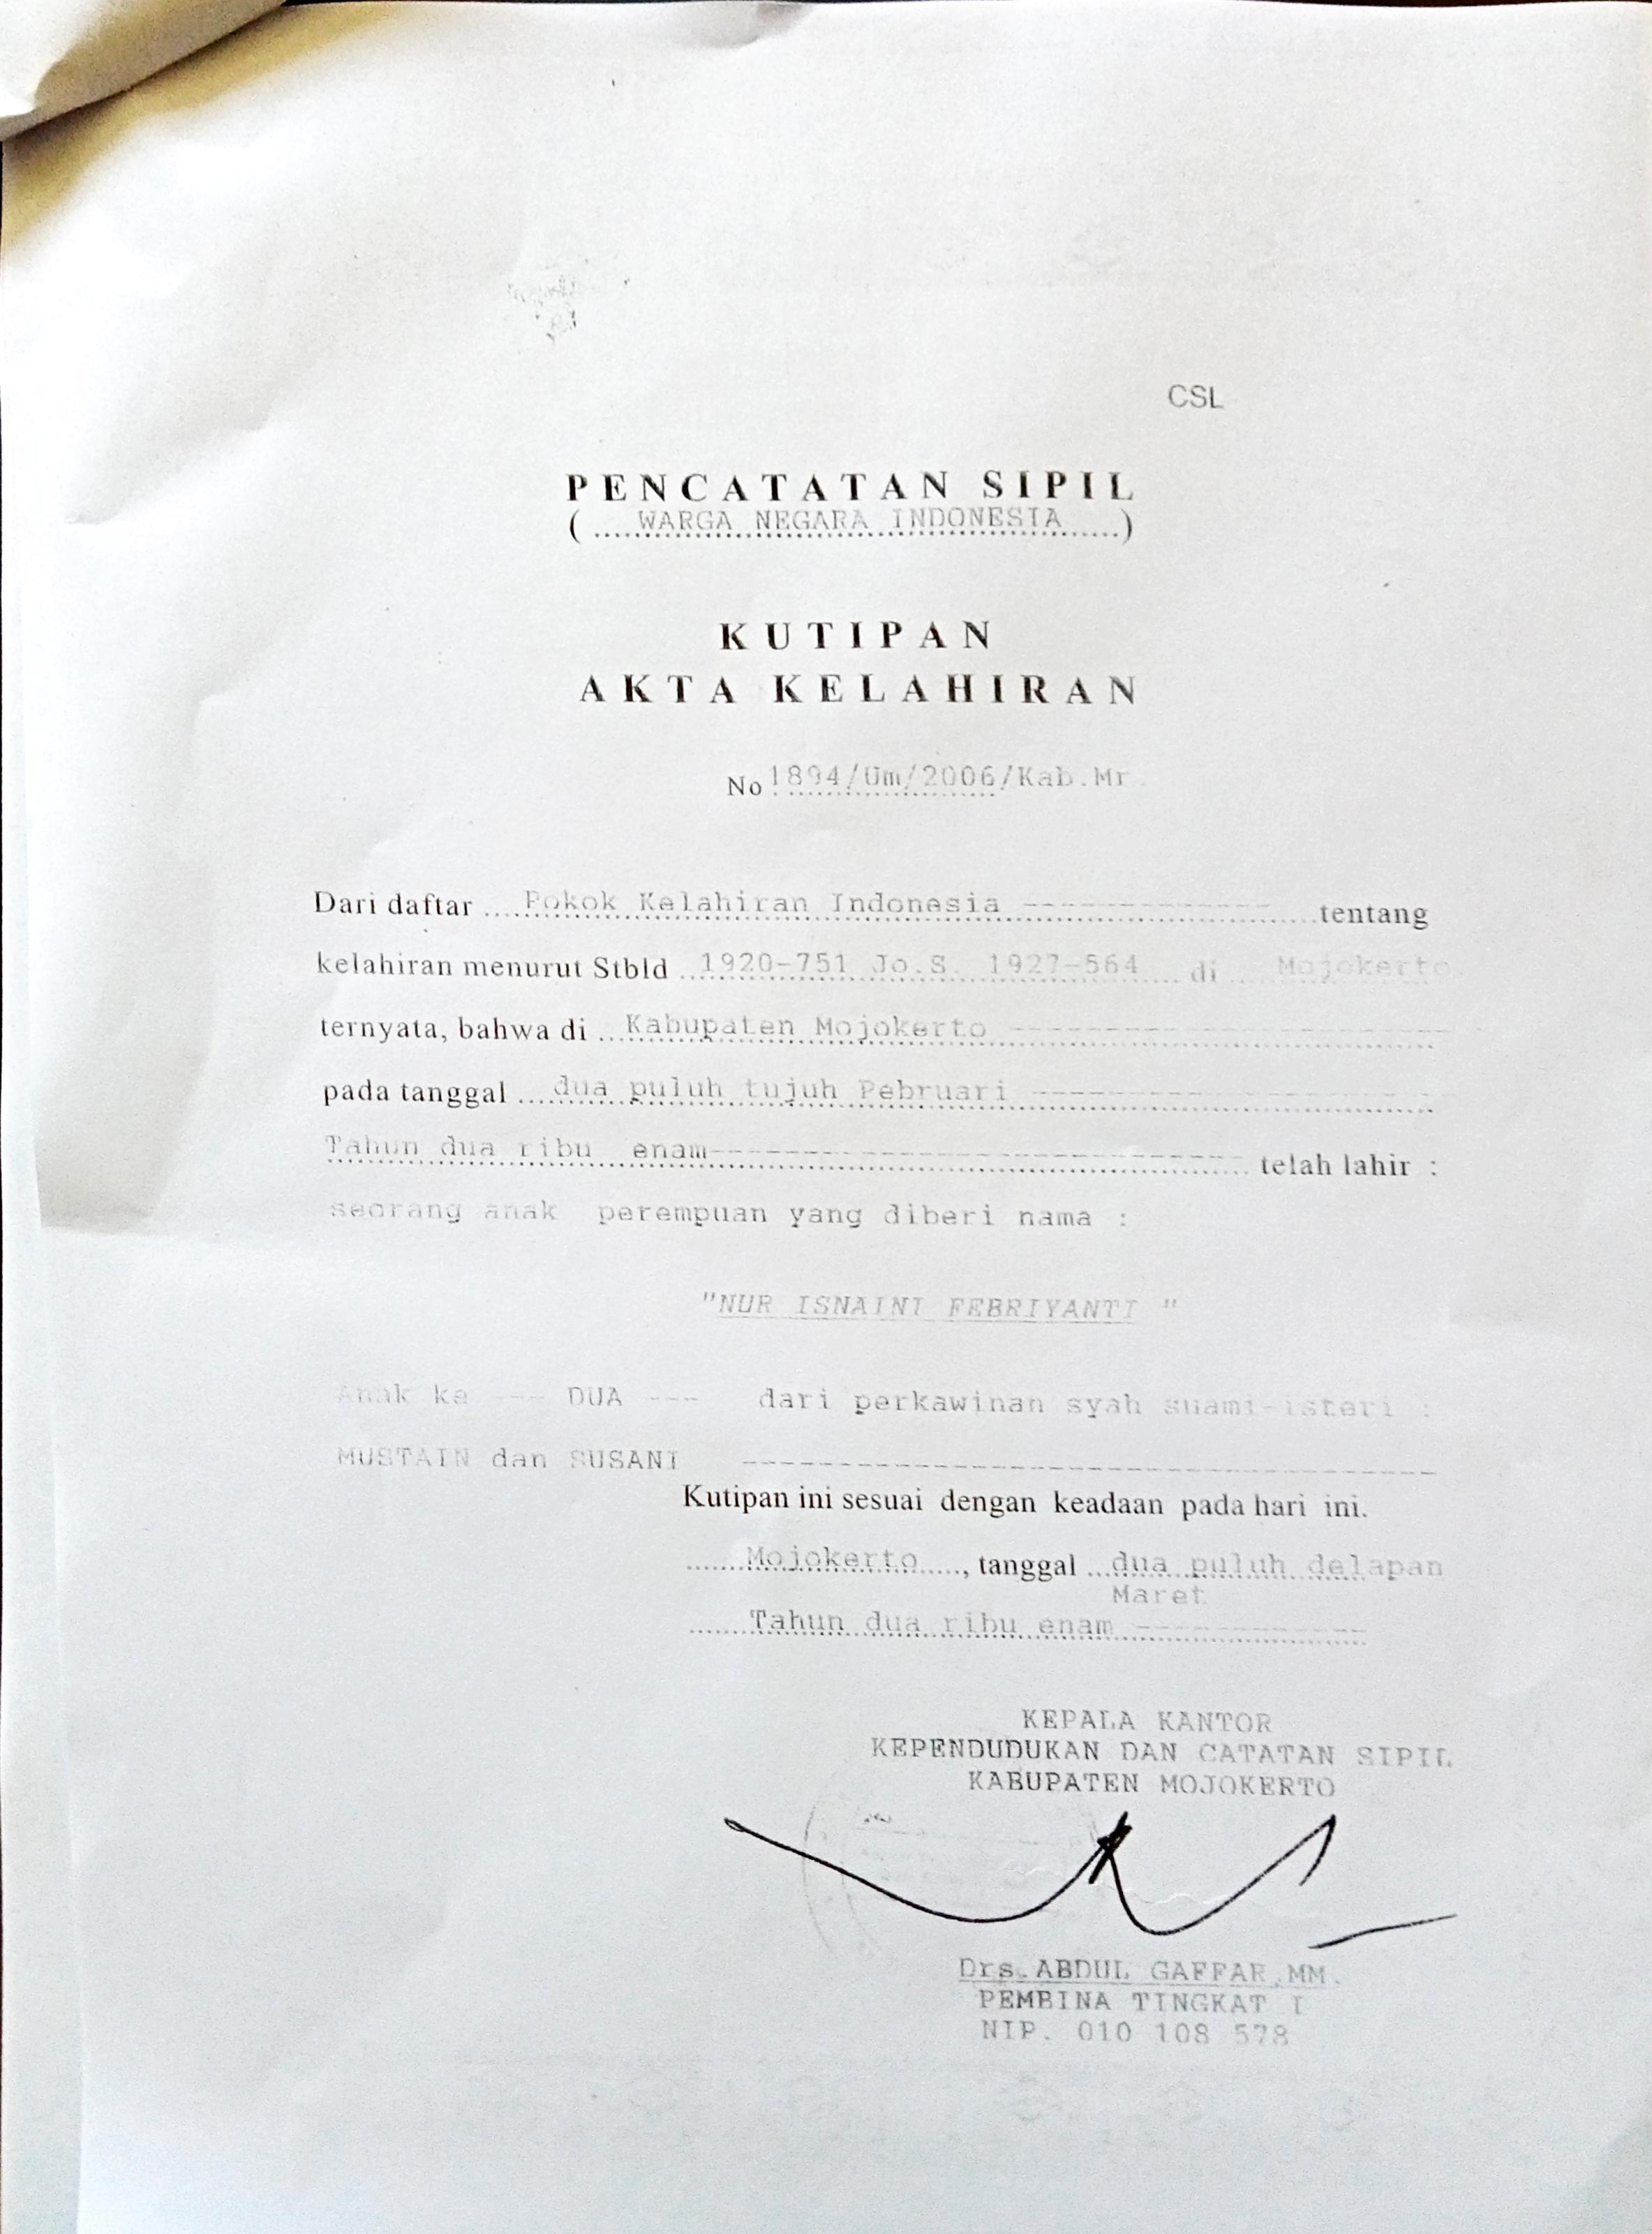 CSL
PENCATATAN SIPIL
( ... WARGA NEGARA INDONESIA ... )
KUTIPAN
AKTA KELAHIRAN
No 1894/Um/2006/Kab.Mr.
Dari daftar ... Pokok Kelahiran Indonesia ------------- tentang
kelahiran menurut Stbld ... 1920-751 Jo.S. 1927-564 ... di ... Mojokerto
ternyata, bahwa di ... Kabupaten Mojokerto -----------------------
pada tanggal ... dua puluh tujuh Pebruari ---------------------
Tahun dua ribu enam---------------------------- telah lahir :
seorang anak perempuan yang diberi nama :
"NUR ISNAINI FEBRIYANTI "
Anak ke --- DUA --- dari perkawinan syah suami-isteri :
MUSTAIN dan SUSANI ------------------------------------
Kutipan ini sesuai dengan keadaan pada hari ini.
...... Mojokerto ....., tanggal ... dua puluh delapan
Maret
...... Tahun dua ribu enam ------------
KEPALA KANTOR
KEPENDUDUKAN DAN CATATAN SIPIL
KABUPATEN MOJOKERTO
Drs. ABDUL GAFFAR,MM.
PEMBINA TINGKAT I
NIP. 010 108 578